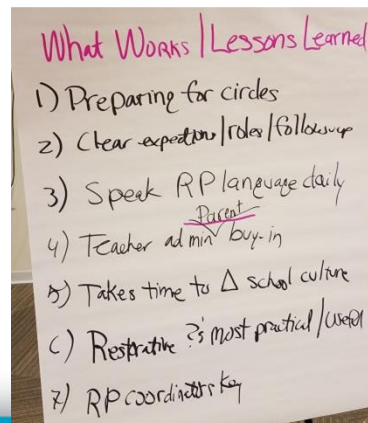 What Works | Lessons Learned
1) Preparing for circles
2) Clear expectations/roles/followup
3) Speak RP language daily
Parent
4) Teacher admin buy-in
5) Takes time to Δ school culture
6) Restorative ?'s most practical/useful
7) RP coordinators key